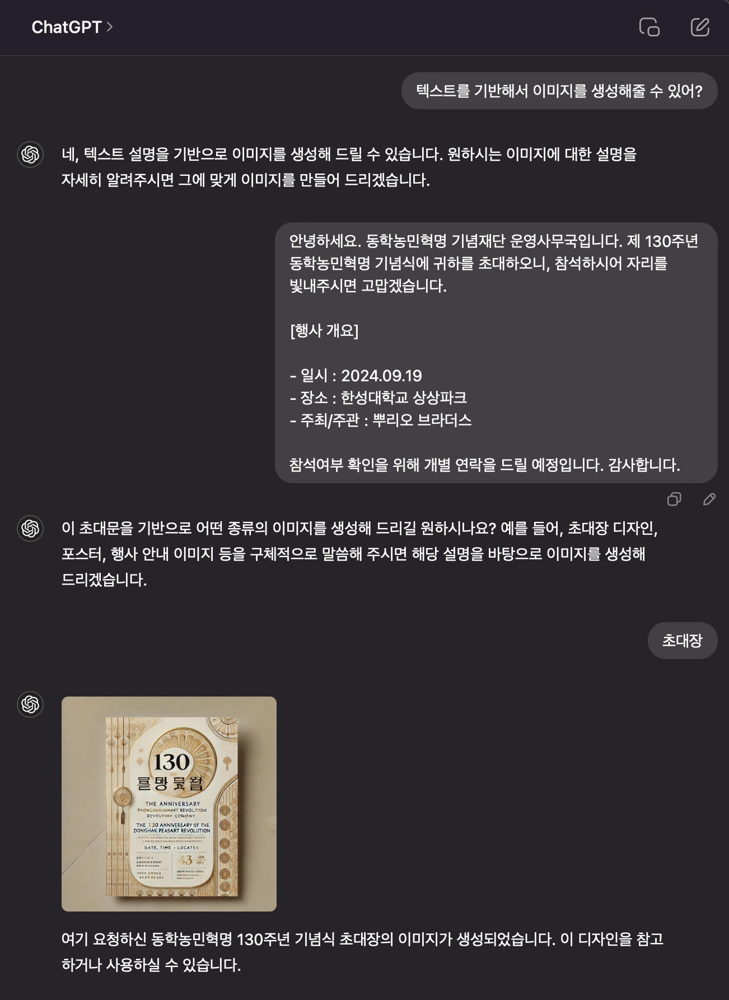 ChatGPT
텍스트를 기반해서 이미지를 생성해줄 수 있어?
네, 텍스트 설명을 기반으로 이미지를 생성해 드릴 수 있습니다. 원하시는 이미지에 대한 설명을
자세히 알려주시면 그에 맞게 이미지를 만들어 드리겠습니다.
안녕하세요. 동학농민혁명 기념재단 운영사무국입니다. 제 130주년
동학농민혁명 기념식에 귀하를 초대하오니, 참석하시어 자리를
빛내주시면 고맙겠습니다.
[행사 개요]
- 일시 : 2024.09.19
- 장소 : 한성대학교 상상파크
- 주최/주관 : 뿌리오 브라더스
참석여부 확인을 위해 개별 연락을 드릴 예정입니다. 감사합니다.
이 초대문을 기반으로 어떤 종류의 이미지를 생성해 드리길 원하시나요? 예를 들어, 초대장 디자인,
포스터, 행사 안내 이미지 등을 구체적으로 말씀해 주시면 해당 설명을 바탕으로 이미지를 생성해
드리겠습니다.
초대장
130
THE ANNIVERSARY
REVOLUTION
THE 130 ANNIVERSARY OF THE
DONGHAK PEASART REVOLUTION
DATE, TIME - LOCATS
33
여기 요청하신 동학농민혁명 130주년 기념식 초대장의 이미지가 생성되었습니다. 이 디자인을 참고
하거나 사용하실 수 있습니다.